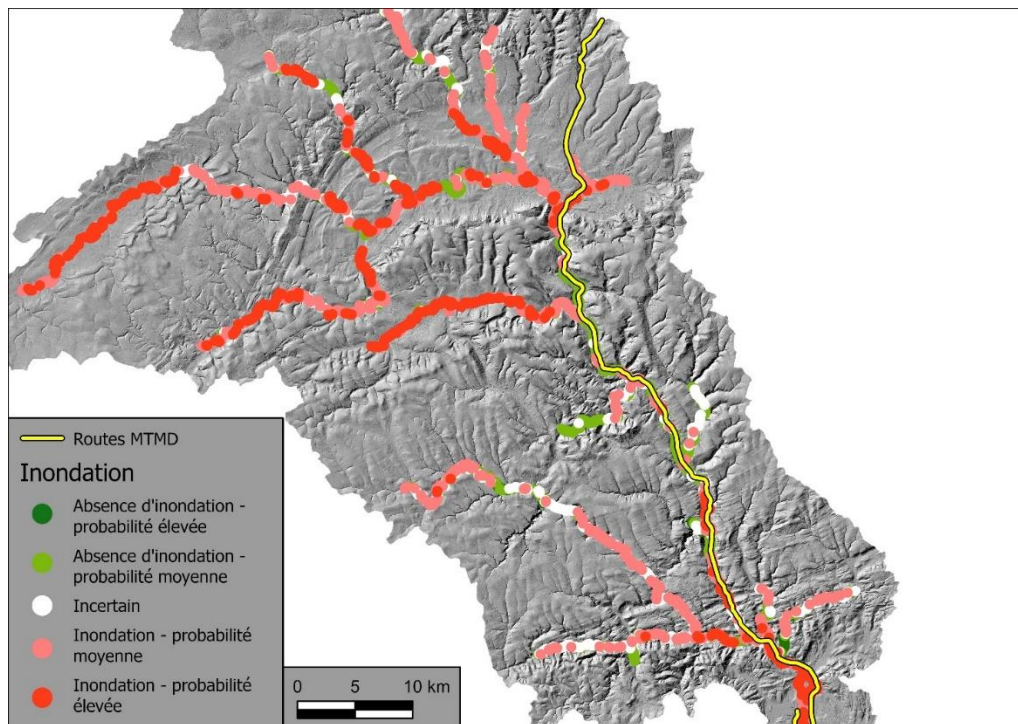 Routes MTMD
Inondation
Absence d'inondation -
probabilité élevée
Absence d'inondation -
probabilité moyenne
Incertain
Inondation - probabilité
moyenne
Inondation - probabilité
élevée
0 5 10 km